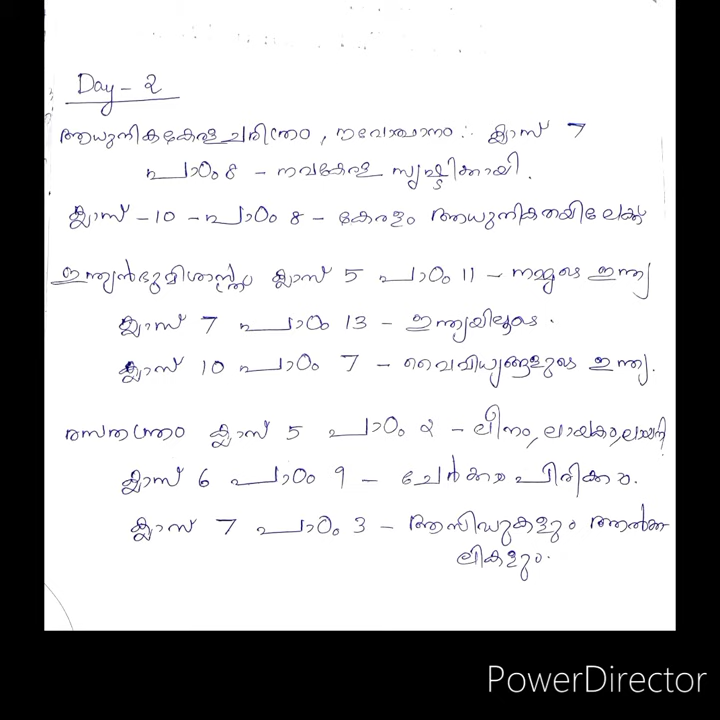 Day - 2
ആധുനികകേരള ചരിത്രം, നവോത്ഥാനം :- ക്ലാസ് 7
പാഠം 8 - നവകേരള സൃഷ്ടിക്കായി.
ക്ലാസ് - 10 - പാഠം 8 - കേരളം ആധുനികതയിലേക്ക്
ഇന്ത്യൻഭൂമിശാസ്ത്രം ക്ലാസ് 5 പാഠം 11 - നമ്മുടെ ഇന്ത്യ
ക്ലാസ് 7 പാഠം 13 - ഇന്ത്യയിലൂടെ.
ക്ലാസ് 10 പാഠം 7 - വൈവിധ്യങ്ങളുടെ ഇന്ത്യ.
രസതന്ത്രം ക്ലാസ് 5 പാഠം 2 - ലീനം, ലായകം, ലായനി
ക്ലാസ് 6 പാഠം 9 - ചേർക്കാം പിരിക്കാം.
ക്ലാസ് 7 പാഠം 3 - ആസിഡുകളും ആൽക്ക
ലികളും.
PowerDirector